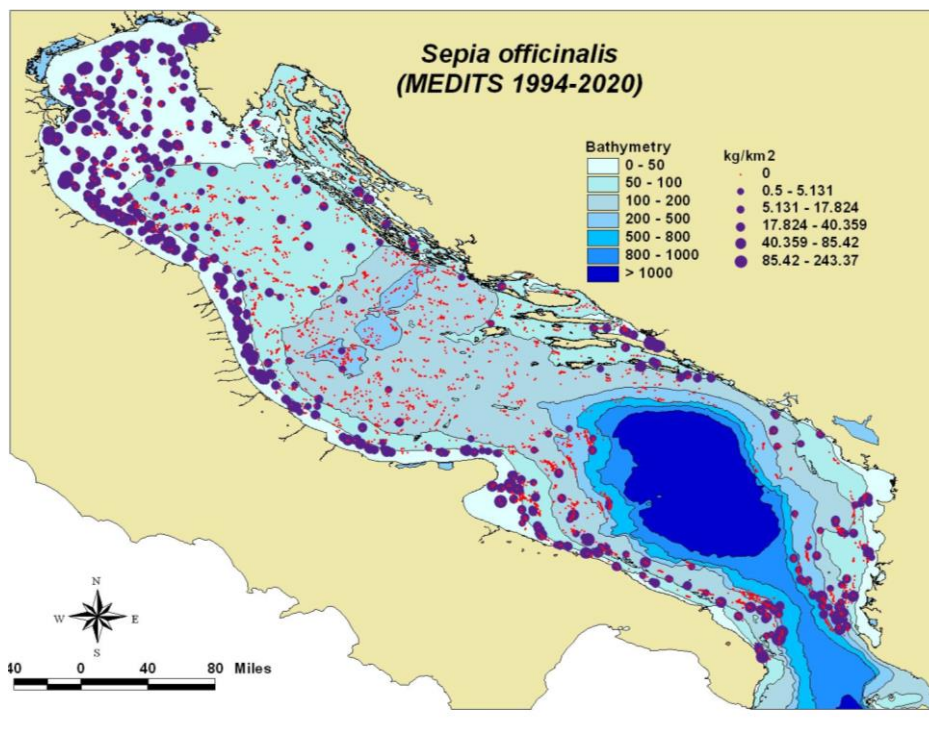 Sepia officinalis
(MEDITS 1994-2020)
Bathymetry
0 - 50
50 - 100
100 - 200
200 - 500
500 - 800
800 - 1000
> 1000
kg/km2
0
0.5 - 5.131
5.131 - 17.824
17.824 - 40.359
40.359 - 85.42
85.42 - 243.37
N
W E
S
40 0 40 80 Miles